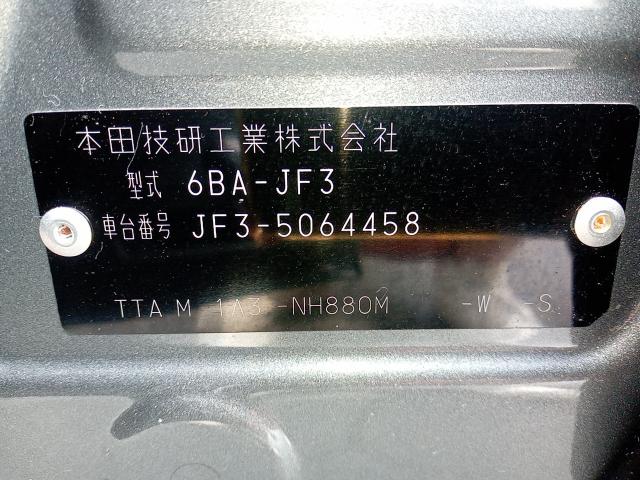 本田技研工業株式会社
型式 6BA-JF3
車台番号 JF3-5064458
TTA M 1A3 -NH880M -W -S